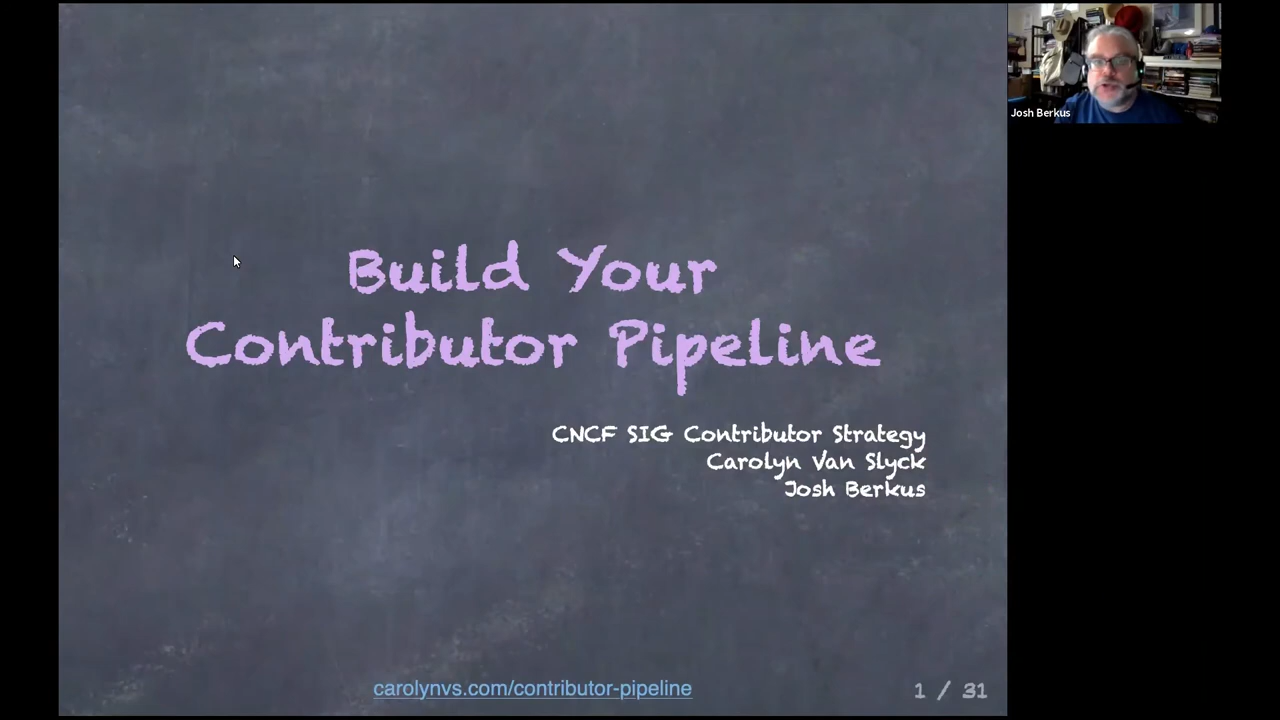 Build Your
Contributor Pipeline
CNCF SIG Contributor Strategy
Carolyn Van Slyck
Josh Berkus
carolynvs.com/contributor-pipeline
1 / 31
Josh Berkus